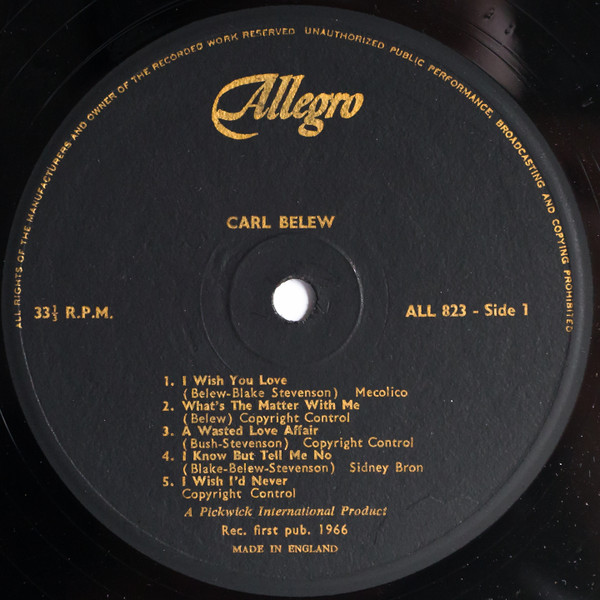 ALL RIGHTS OF THE MANUFACTURERS AND OWNER OF THE RECORDED WORK RESERVED UNAUTHORIZED PUBLIC PERFORMANCE, BROADCASTING AND COPYING PROHIBITED
Allegro
CARL BELEW
33⅓ R.P.M.
ALL 823 - Side 1
1. I Wish You Love
(Belew-Blake Stevenson) Mecolico
2. What's The Matter With Me
(Belew) Copyright Control
3. A Wasted Love Affair
(Bush-Stevenson) Copyright Control
4. I Know But Tell Me No
(Blake-Belew-Stevenson) Sidney Bron
5. I Wish I'd Never
Copyright Control
A Pickwick International Product
Rec. first pub. 1966
MADE IN ENGLAND